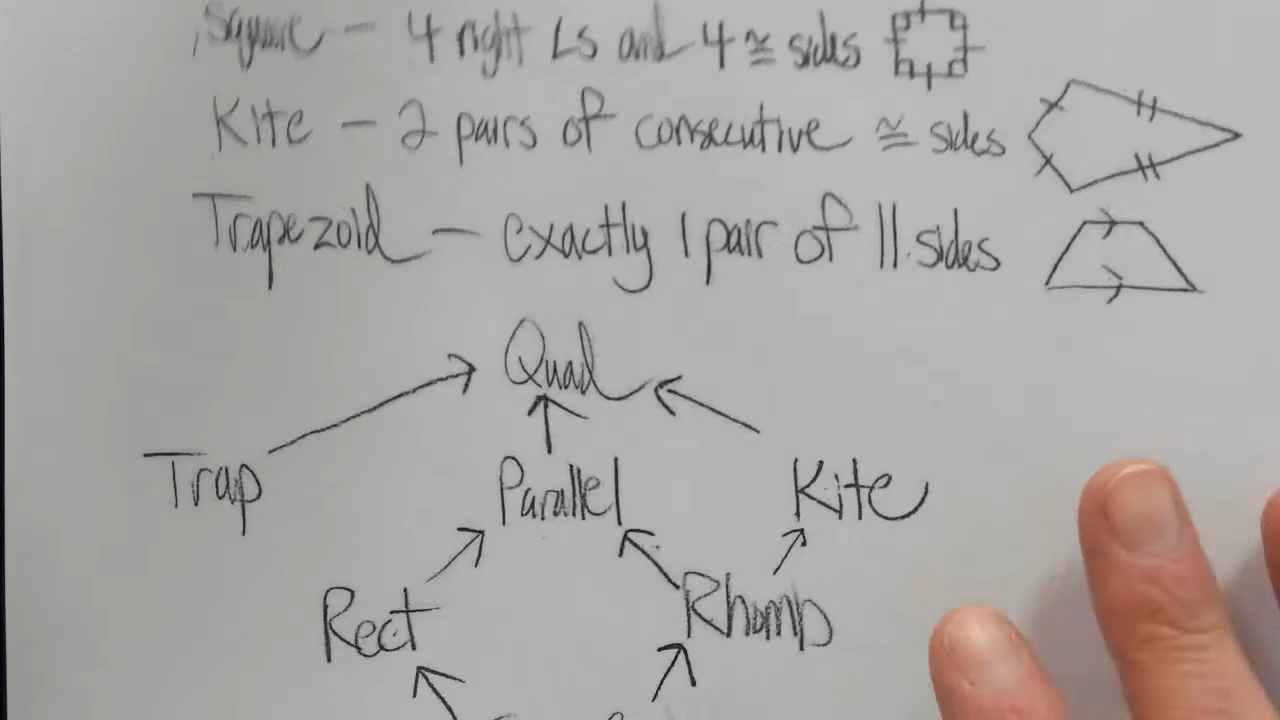 Square — 4 right ∠s and 4 ≅ sides
Kite — 2 pairs of consecutive ≅ sides
Trapezoid — exactly 1 pair of || sides
Quad
Trap Parallel Kite
Rect Rhomb